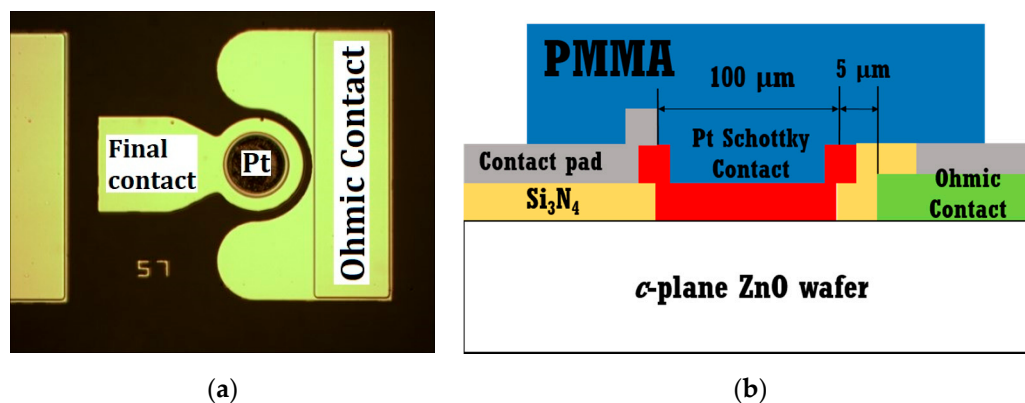 Final
contact
Pt
Ohmic Contact
57
(a)
PMMA
100 μm
5 μm
Pt Schottky
Contact
Contact pad
Si₃N₄
Ohmic
Contact
c-plane ZnO wafer
(b)